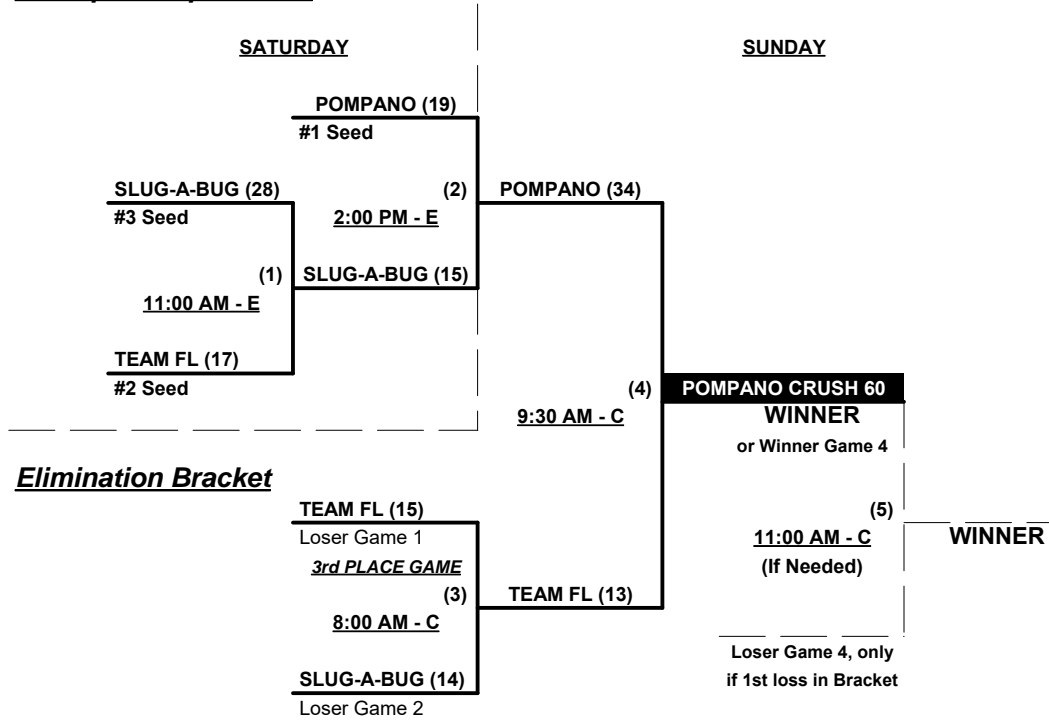 SATURDAY
SUNDAY
POMPANO (19)
#1 Seed
SLUG-A-BUG (28)
#3 Seed
(2)
2:00 PM - E
POMPANO (34)
(1)
11:00 AM - E
SLUG-A-BUG (15)
TEAM FL (17)
#2 Seed
(4)
9:30 AM - C
POMPANO CRUSH 60
WINNER
or Winner Game 4
Elimination Bracket
TEAM FL (15)
Loser Game 1
3rd PLACE GAME
(3)
8:00 AM - C
TEAM FL (13)
(5)
11:00 AM - C
(If Needed)
WINNER
SLUG-A-BUG (14)
Loser Game 2
Loser Game 4, only
if 1st loss in Bracket